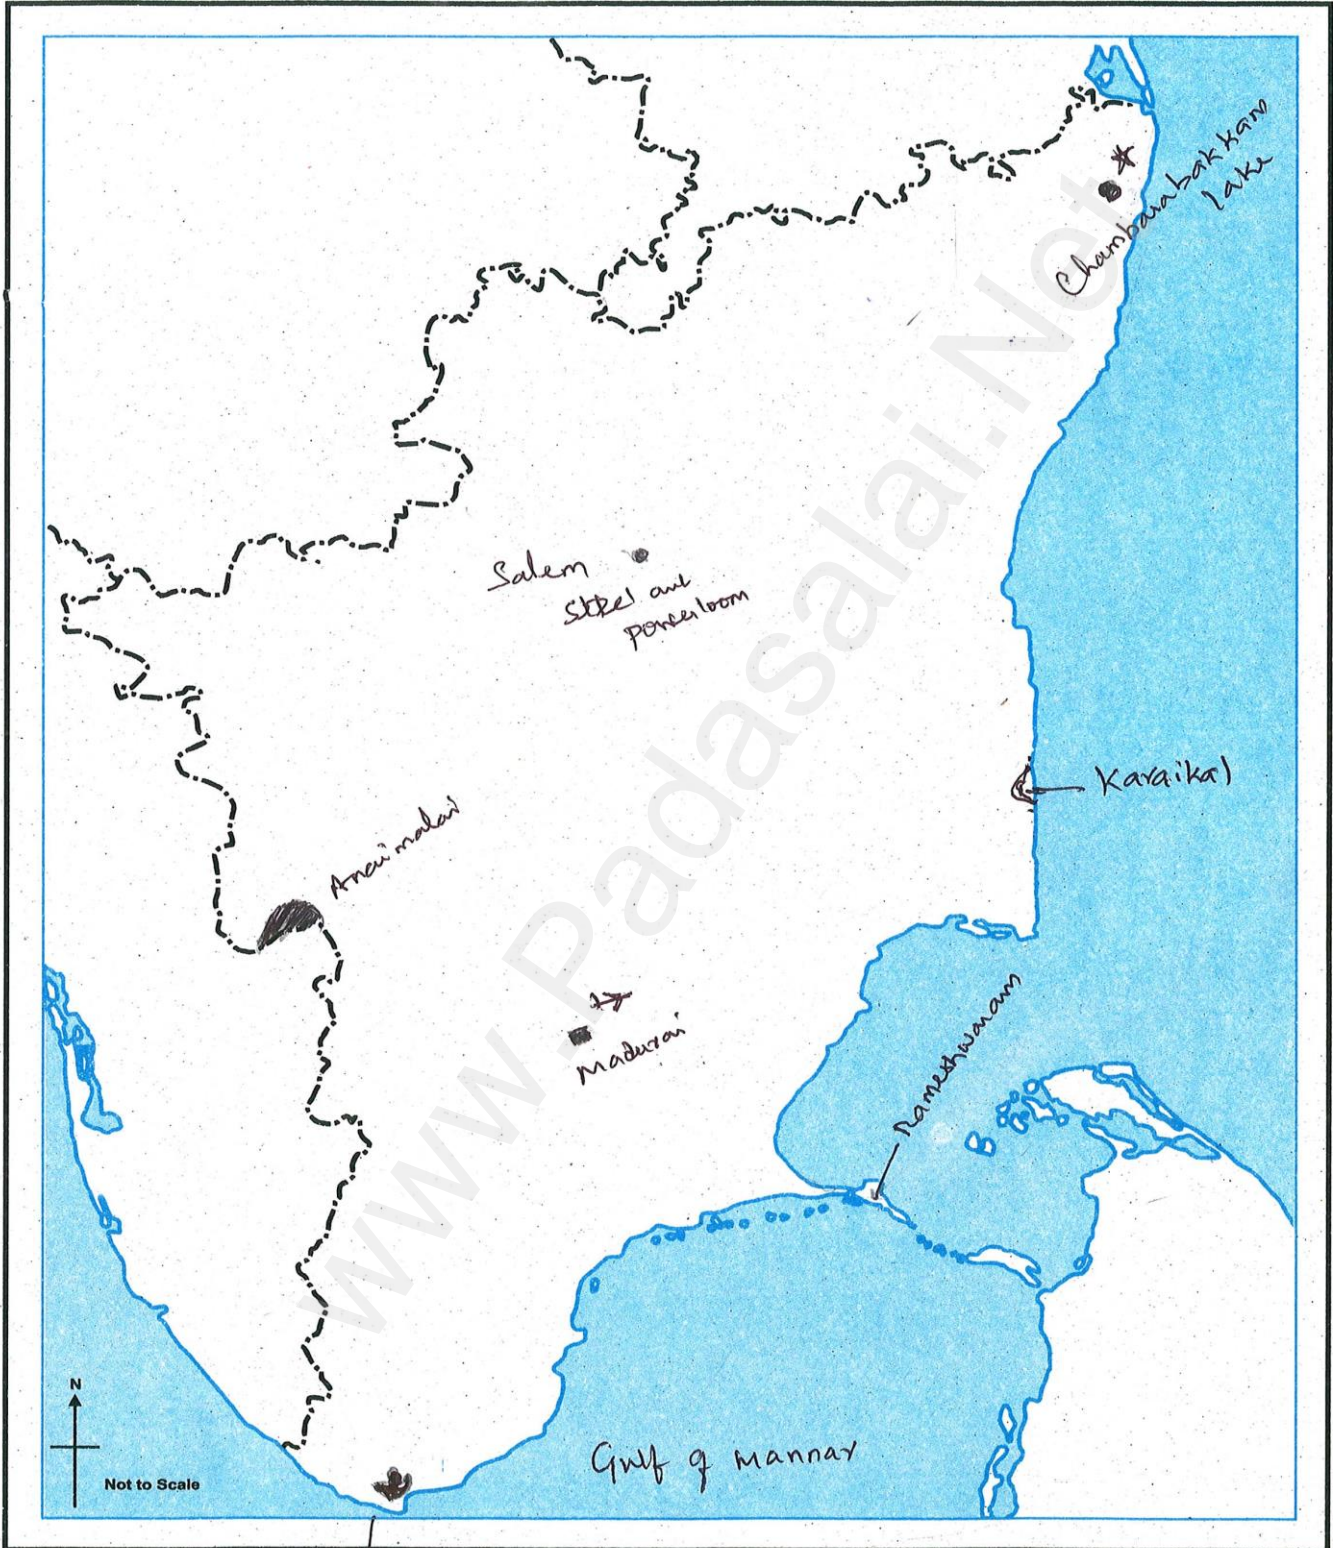 Chambarabakkam
lake
Salem
Steel and
Powerloom
Karaikal
Anaimalai
Madurai
Rameshwaram
Gulf of Mannar
N
Not to Scale
www.Padasalai.Net